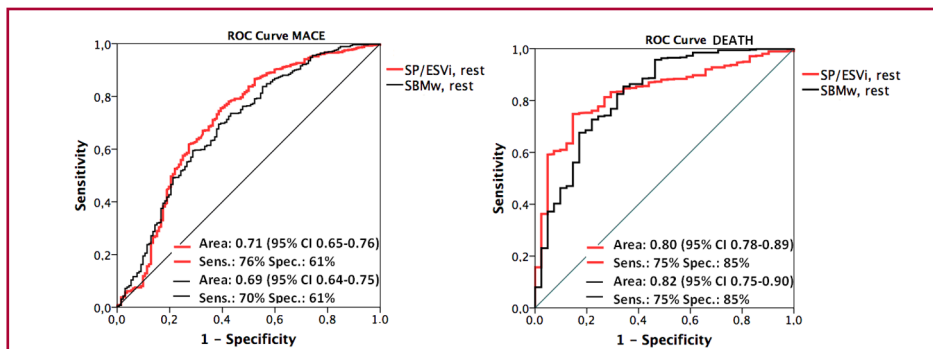 ROC Curve MACE
1,0
0,8
0,6
0,4
0,2
0,0
Sensitivity
SP/ESVi, rest
SBMw, rest
Area: 0.71 (95% CI 0.65-0.76)
Sens.: 76% Spec.: 61%
Area: 0.69 (95% CI 0.64-0.75)
Sens.: 70% Spec.: 61%
0,0 0,2 0,4 0,6 0.8 1.0
1 - Specificity
ROC Curve DEATH
1,0
0,8
0,6
0,4
0,2
0,0
Sensitivity
SP/ESVi, rest
SBMw, rest
Area: 0.80 (95% CI 0.78-0.89)
Sens.: 75% Spec.: 85%
Area: 0.82 (95% CI 0.75-0.90)
Sens.: 75% Spec.: 85%
0,0 0,2 0,4 0,6 0.8 1.0
1 - Specificity